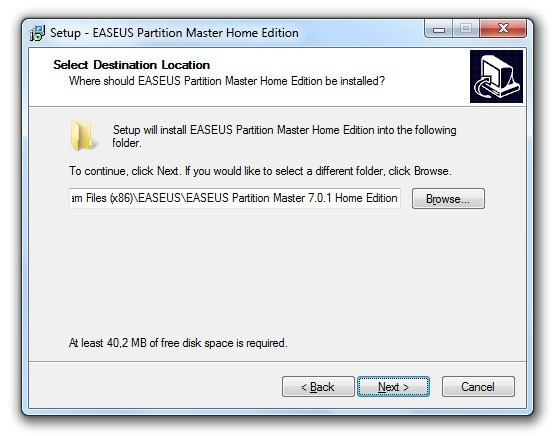 Setup - EASEUS Partition Master Home Edition
Select Destination Location
Where should EASEUS Partition Master Home Edition be installed?
Setup will install EASEUS Partition Master Home Edition into the following
folder.
To continue, click Next. If you would like to select a different folder, click Browse.
am Files (x86)\EASEUS\EASEUS Partition Master 7.0.1 Home Edition
Browse...
At least 40,2 MB of free disk space is required.
< Back
Next >
Cancel